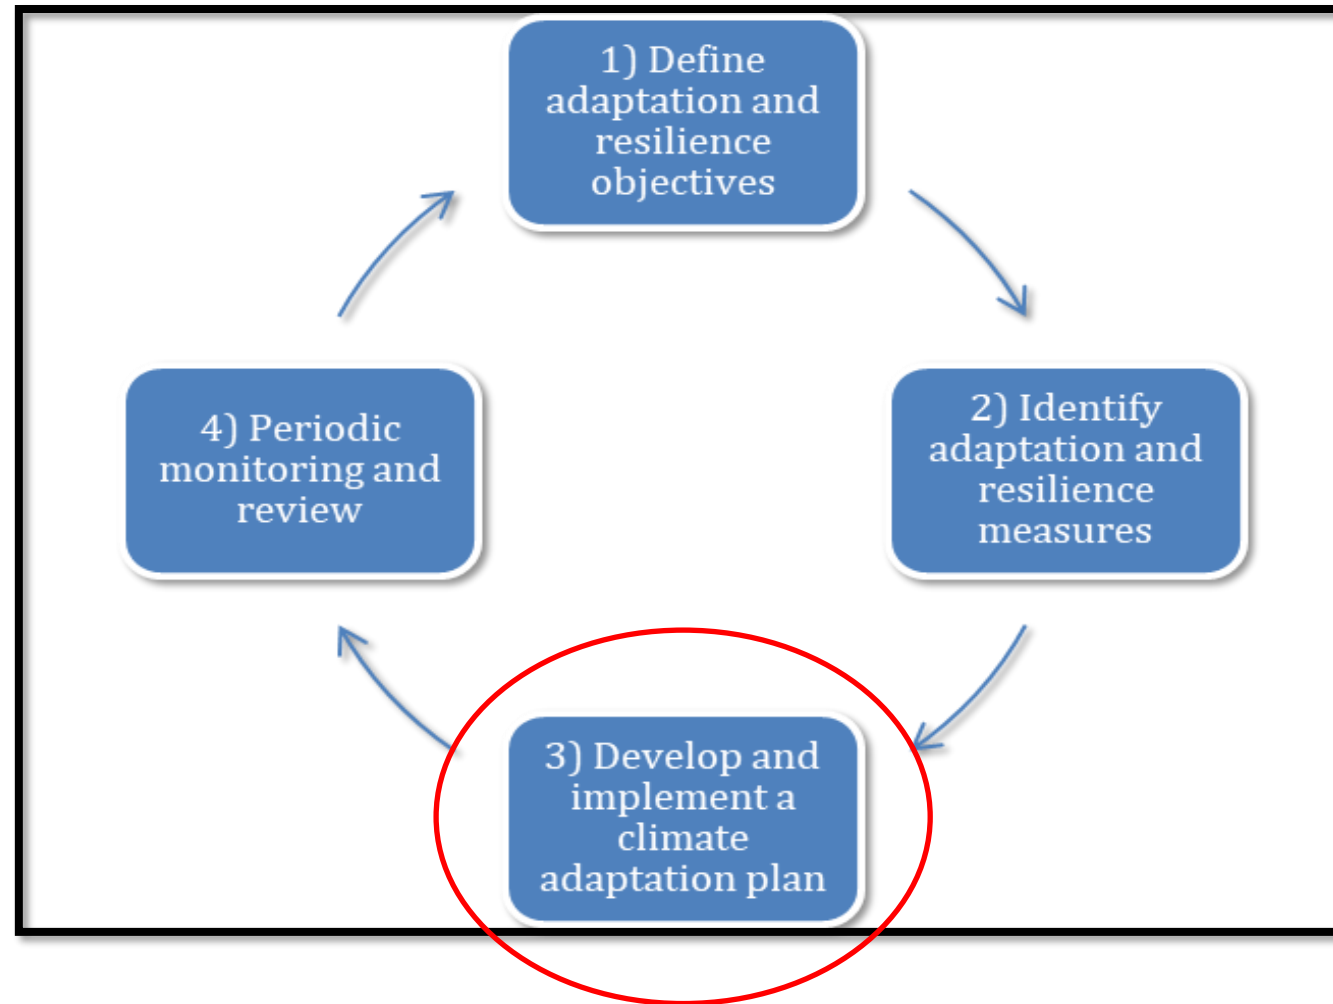 1) Define
adaptation and
resilience
objectives
2) Identify
adaptation and
resilience
measures
3) Develop and
implement a
climate
adaptation plan
4) Periodic
monitoring and
review